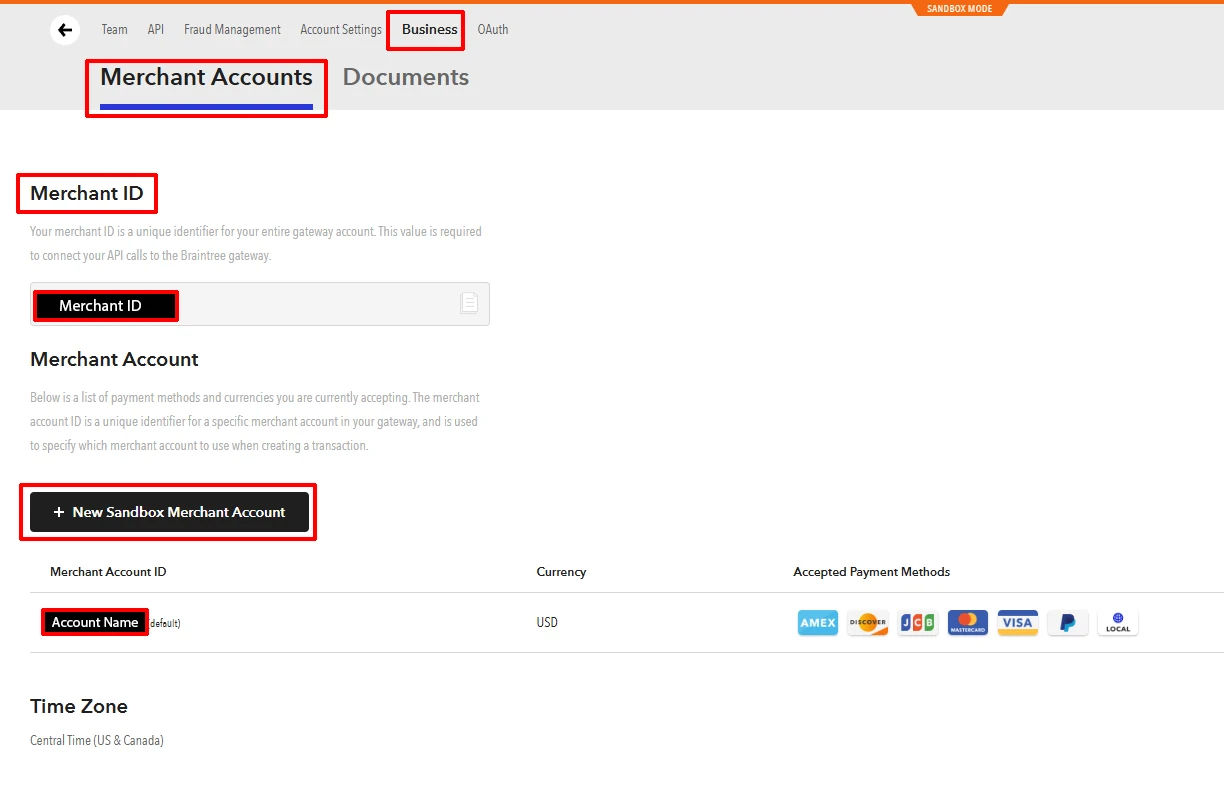 SANDBOX MODE
Team API Fraud Management Account Settings Business OAuth
Merchant Accounts Documents
Merchant ID
Your merchant ID is a unique identifier for your entire gateway account. This value is required
to connect your API calls to the Braintree gateway.
Merchant ID
Merchant Account
Below is a list of payment methods and currencies you are currently accepting. The merchant
account ID is a unique identifier for a specific merchant account in your gateway, and is used
to specify which merchant account to use when creating a transaction.
+ New Sandbox Merchant Account
Merchant Account ID Currency Accepted Payment Methods
Account Name default) USD AMEX DISCOVER JCB MASTERCARD VISA P LOCAL
Time Zone
Central Time (US & Canada)